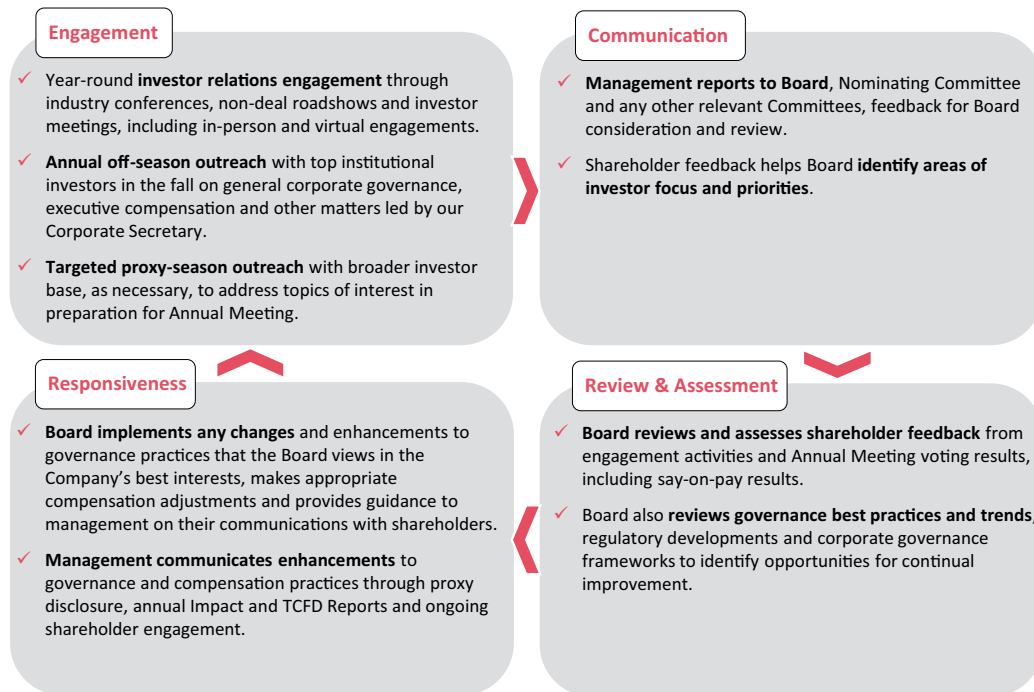 Engagement
✓ Year-round investor relations engagement through
industry conferences, non-deal roadshows and investor
meetings, including in-person and virtual engagements.
✓ Annual off-season outreach with top institutional
investors in the fall on general corporate governance,
executive compensation and other matters led by our
Corporate Secretary.
✓ Targeted proxy-season outreach with broader investor
base, as necessary, to address topics of interest in
preparation for Annual Meeting.
Communication
✓ Management reports to Board, Nominating Committee
and any other relevant Committees, feedback for Board
consideration and review.
✓ Shareholder feedback helps Board identify areas of
investor focus and priorities.
Responsiveness
✓ Board implements any changes and enhancements to
governance practices that the Board views in the
Company’s best interests, makes appropriate
compensation adjustments and provides guidance to
management on their communications with shareholders.
✓ Management communicates enhancements to
governance and compensation practices through proxy
disclosure, annual Impact and TCFD Reports and ongoing
shareholder engagement.
Review & Assessment
✓ Board reviews and assesses shareholder feedback from
engagement activities and Annual Meeting voting results,
including say-on-pay results.
✓ Board also reviews governance best practices and trends,
regulatory developments and corporate governance
frameworks to identify opportunities for continual
improvement.